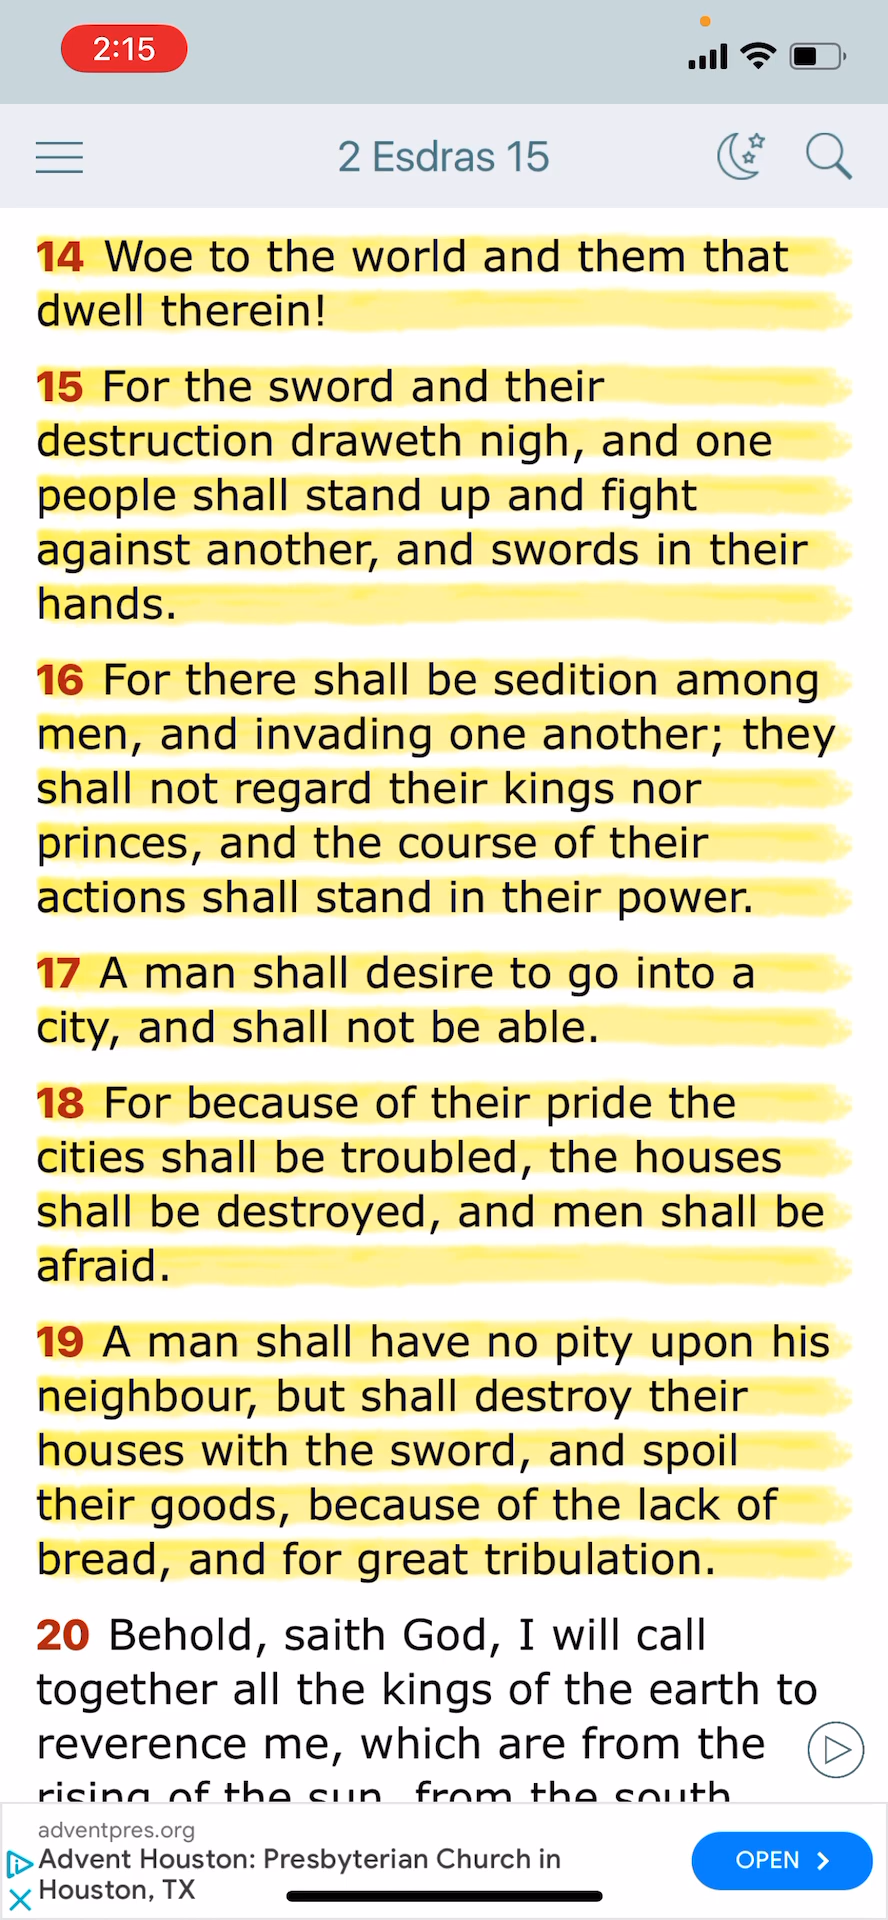 2:15
2 Esdras 15
14 Woe to the world and them that
dwell therein!
15 For the sword and their
destruction draweth nigh, and one
people shall stand up and fight
against another, and swords in their
hands.
16 For there shall be sedition among
men, and invading one another; they
shall not regard their kings nor
princes, and the course of their
actions shall stand in their power.
17 A man shall desire to go into a
city, and shall not be able.
18 For because of their pride the
cities shall be troubled, the houses
shall be destroyed, and men shall be
afraid.
19 A man shall have no pity upon his
neighbour, but shall destroy their
houses with the sword, and spoil
their goods, because of the lack of
bread, and for great tribulation.
20 Behold, saith God, I will call
together all the kings of the earth to
reverence me, which are from the
rising of the sun, from the south,
adventpres.org
Advent Houston: Presbyterian Church in
Houston, TX
OPEN